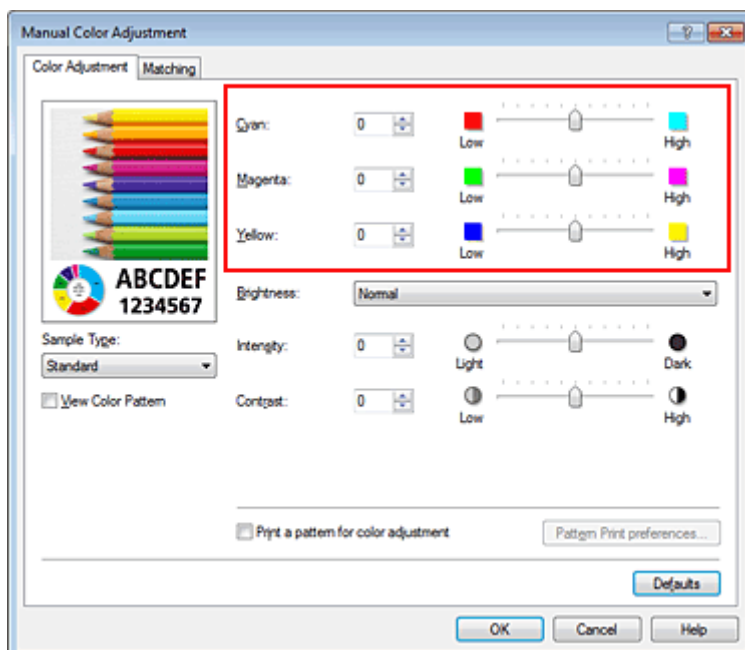 Manual Color Adjustment
Color Adjustment
Matching
Cyan:
0
Low
High
Magenta:
0
Low
High
Yellow:
0
Low
High
ABCDEF
1234567
Brightness:
Normal
Sample Type:
Standard
Intensity:
0
Light
Dark
View Color Pattern
Contrast:
0
Low
High
Print a pattern for color adjustment
Pattern Print preferences...
Defaults
OK
Cancel
Help